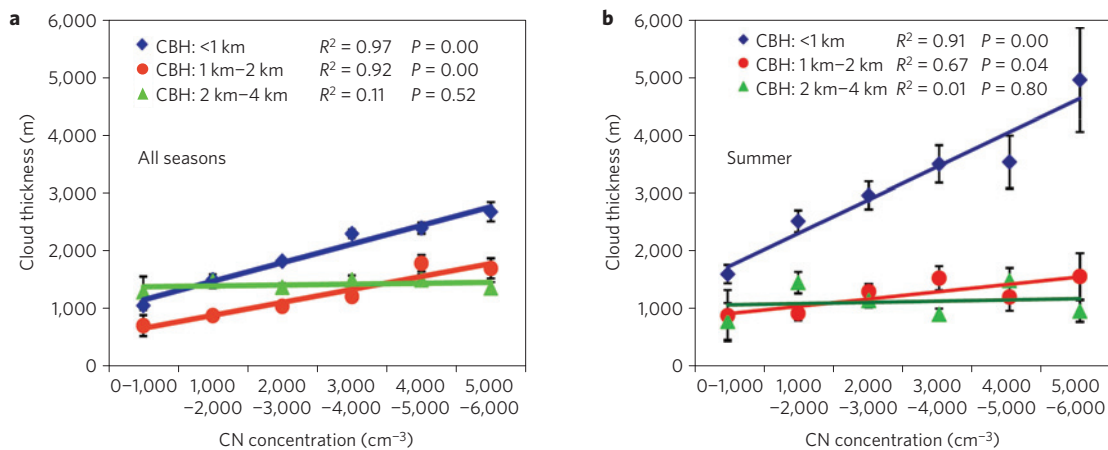 a
6,000
5,000
4,000
3,000
2,000
1,000
0
Cloud thickness (m)
CBH: <1 km R² = 0.97 P = 0.00
CBH: 1 km–2 km R² = 0.92 P = 0.00
CBH: 2 km–4 km R² = 0.11 P = 0.52
All seasons
0–1,000 1,000 2,000 3,000 4,000 5,000
–2,000 –3,000 –4,000 –5,000 –6,000
CN concentration (cm⁻³)
b
6,000
5,000
4,000
3,000
2,000
1,000
0
Cloud thickness (m)
CBH: <1 km R² = 0.91 P = 0.00
CBH: 1 km–2 km R² = 0.67 P = 0.04
CBH: 2 km–4 km R² = 0.01 P = 0.80
Summer
0–1,000 1,000 2,000 3,000 4,000 5,000
–2,000 –3,000 –4,000 –5,000 –6,000
CN concentration (cm⁻³)